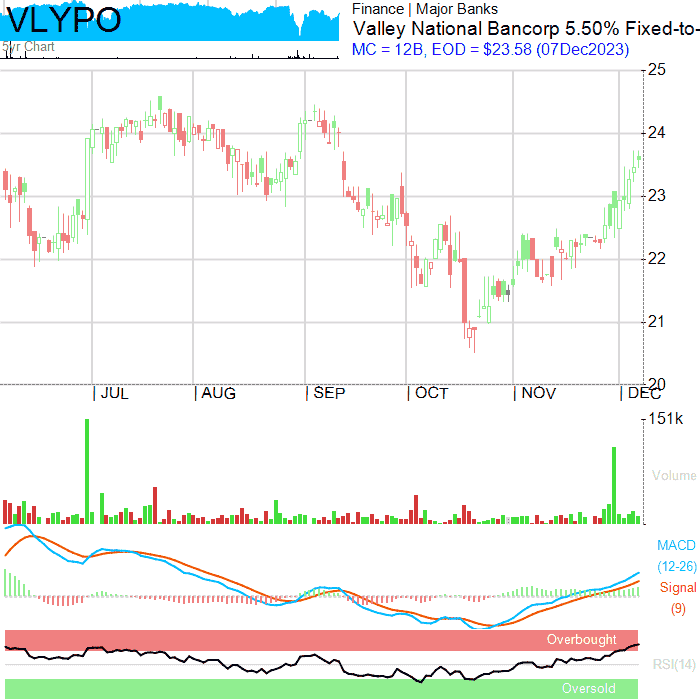 VLYPO
5yr Chart
Finance | Major Banks
Valley National Bancorp 5.50% Fixed-to-
MC = 12B, EOD = $23.58 (07Dec2023)
25
24
23
22
21
20
JUL AUG SEP OCT NOV DEC
151k
Volume
MACD
(12-26)
Signal
(9)
Overbought
RSI(14)
Oversold